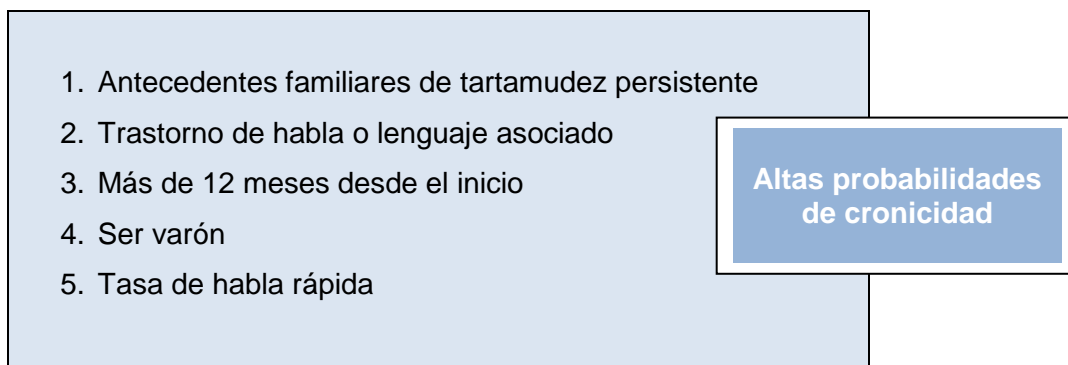 1. Antecedentes familiares de tartamudez persistente
2. Trastorno de habla o lenguaje asociado
3. Más de 12 meses desde el inicio
4. Ser varón
5. Tasa de habla rápida
Altas probabilidades
de cronicidad